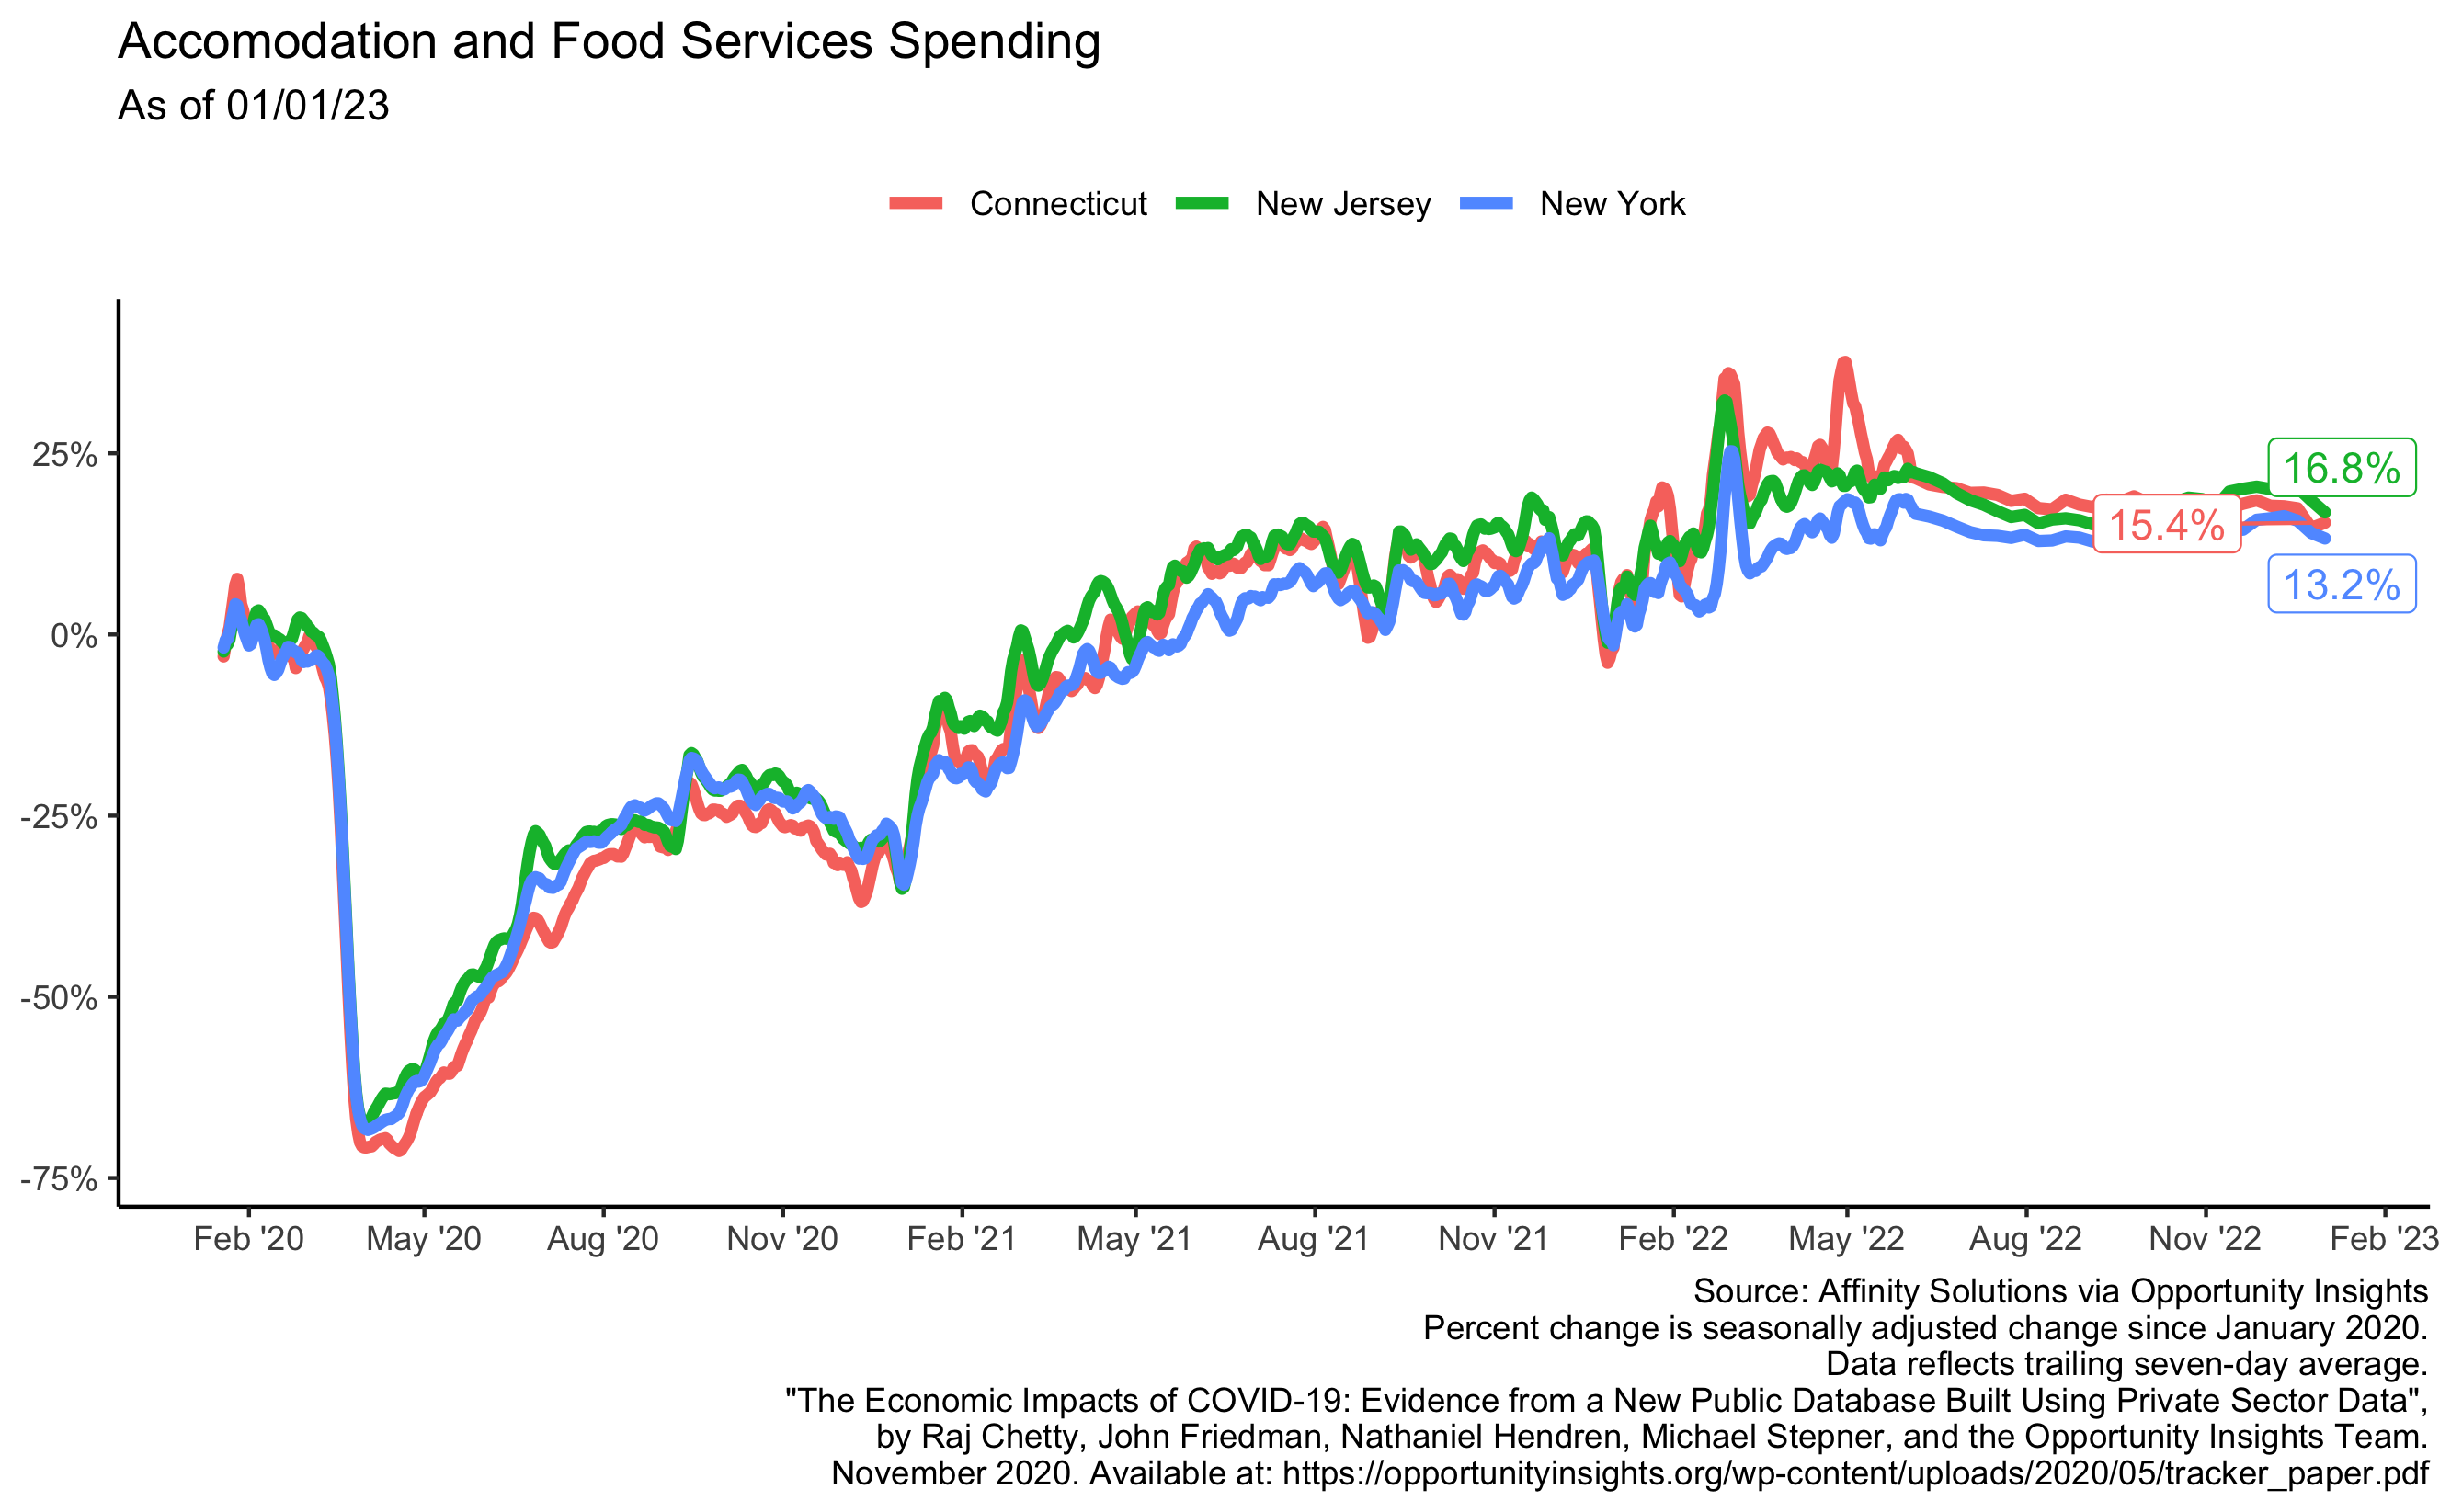 Accomodation and Food Services Spending
As of 01/01/23
Connecticut New Jersey New York
25%
0%
-25%
-50%
-75%
16.8%
15.4%
13.2%
Feb '20 May '20 Aug '20 Nov '20 Feb '21 May '21 Aug '21 Nov '21 Feb '22 May '22 Aug '22 Nov '22 Feb '23
Source: Affinity Solutions via Opportunity Insights
Percent change is seasonally adjusted change since January 2020.
Data reflects trailing seven-day average.
"The Economic Impacts of COVID-19: Evidence from a New Public Database Built Using Private Sector Data",
by Raj Chetty, John Friedman, Nathaniel Hendren, Michael Stepner, and the Opportunity Insights Team.
November 2020. Available at: https://opportunityinsights.org/wp-content/uploads/2020/05/tracker_paper.pdf